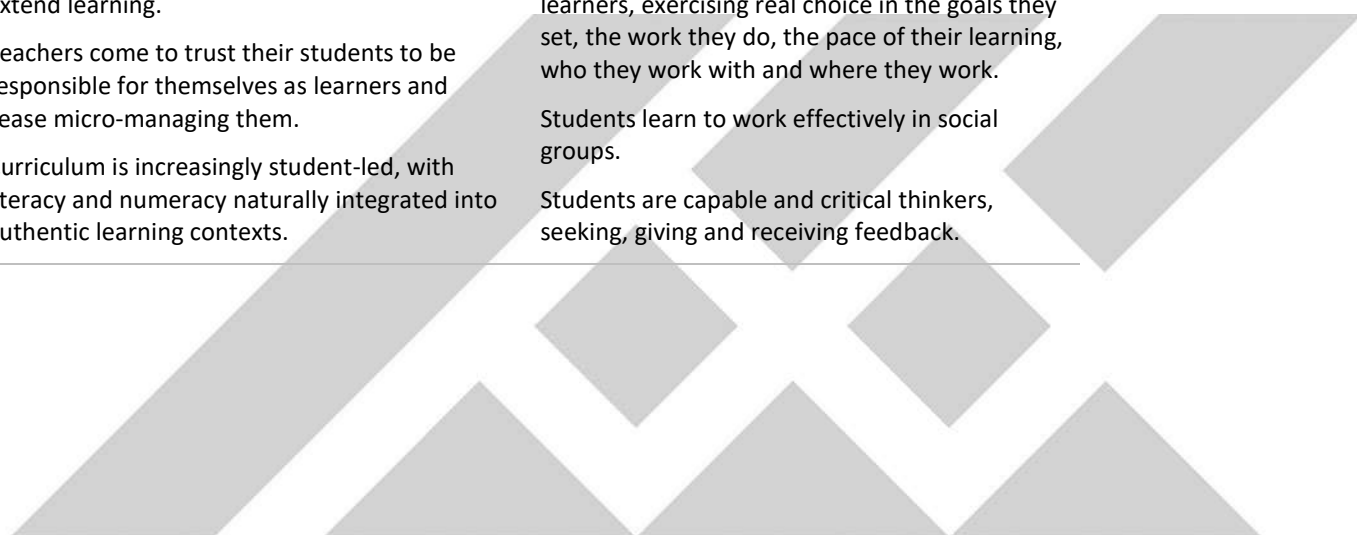 xtend learning.
eachers come to trust their students to be
esponsible for themselves as learners and
ease micro-managing them.
urriculum is increasingly student-led, with
teracy and numeracy naturally integrated into
uthentic learning contexts.
learners, exercising real choice in the goals they
set, the work they do, the pace of their learning,
who they work with and where they work.
Students learn to work effectively in social
groups.
Students are capable and critical thinkers,
seeking, giving and receiving feedback.